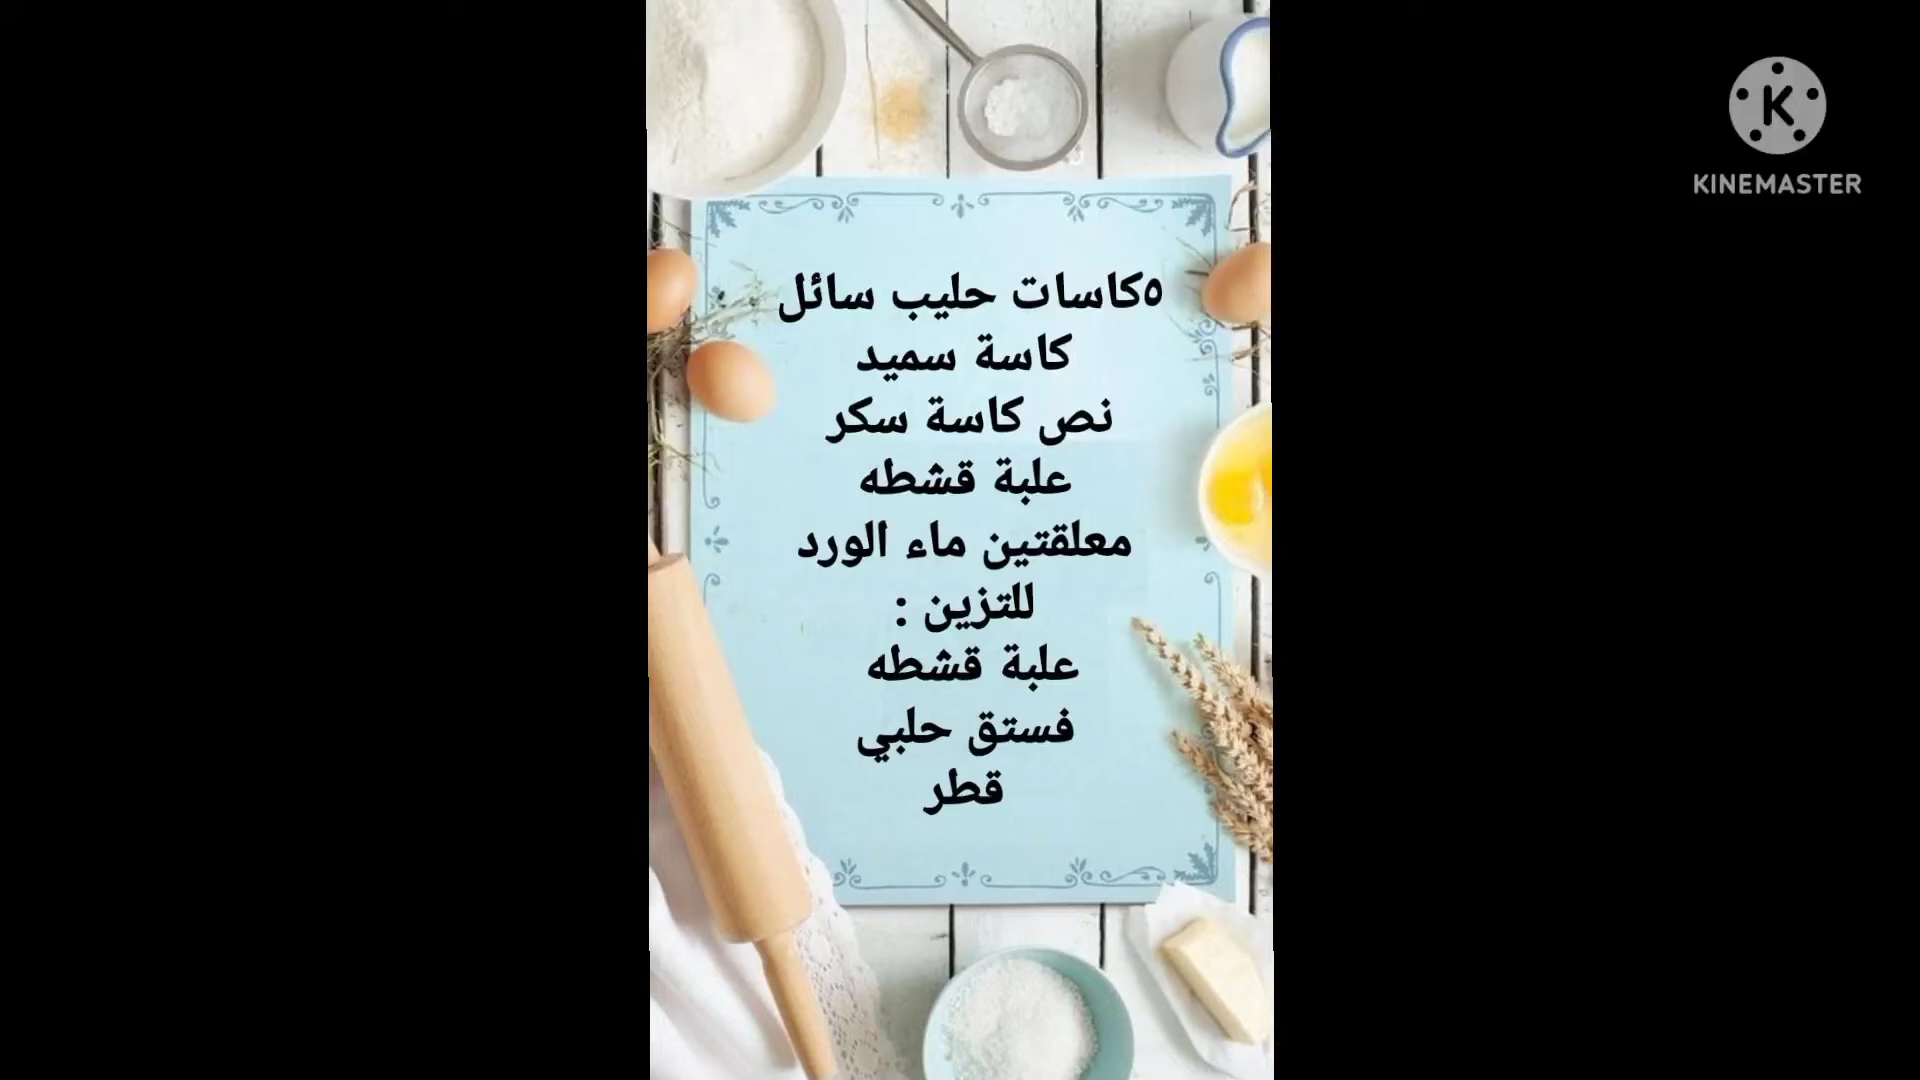 ٥كاسات حليب سائل
كاسة سميد
نص كاسة سكر
علبة قشطه
معلقتين ماء الورد
للتزين :
علبة قشطه
فستق حلبي
قطر
K
KINEMASTER